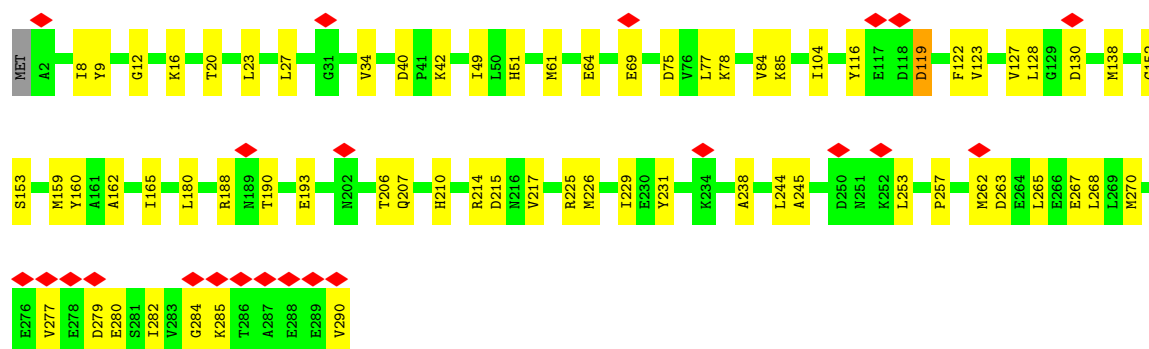 MET A2 I8 Y9 G12 K16 T20 L23 L27 G31 V34 D40 P41 K42 I49 L50 H51 M61 E64 E69 D75 V76 L77 K78 V84 K85 I104 Y116 E117 D118 D119 F122 V123 V127 L128 G129 D130 M138
S153 M159 Y160 A161 A162 I165 L180 R188 N189 T190 E193 N202 T206 Q207 H210 R214 D215 N216 V217 R225 M226 I229 E230 Y231 K234 A238 L244 A245 D250 N251 K252 L253 P257 M262 D263 E264 L265 E266 E267 L268 L269 M270
E276 V277 E278 D279 E280 S281 I282 V283 G284 K285 T286 A287 E288 E289 V290